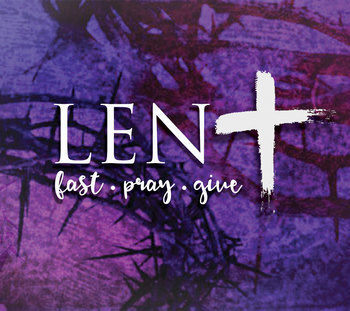 LENT
fast . pray . give